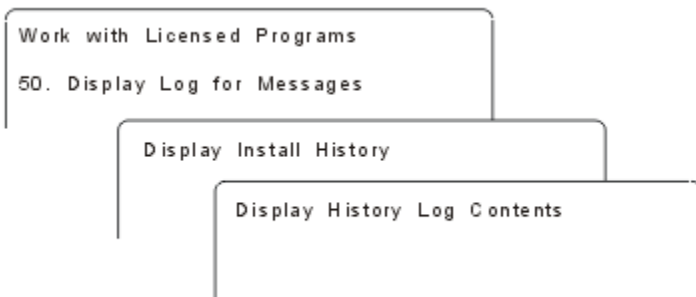 Work with Licensed Programs
50. Display Log for Messages
Display Install History
Display History Log Contents